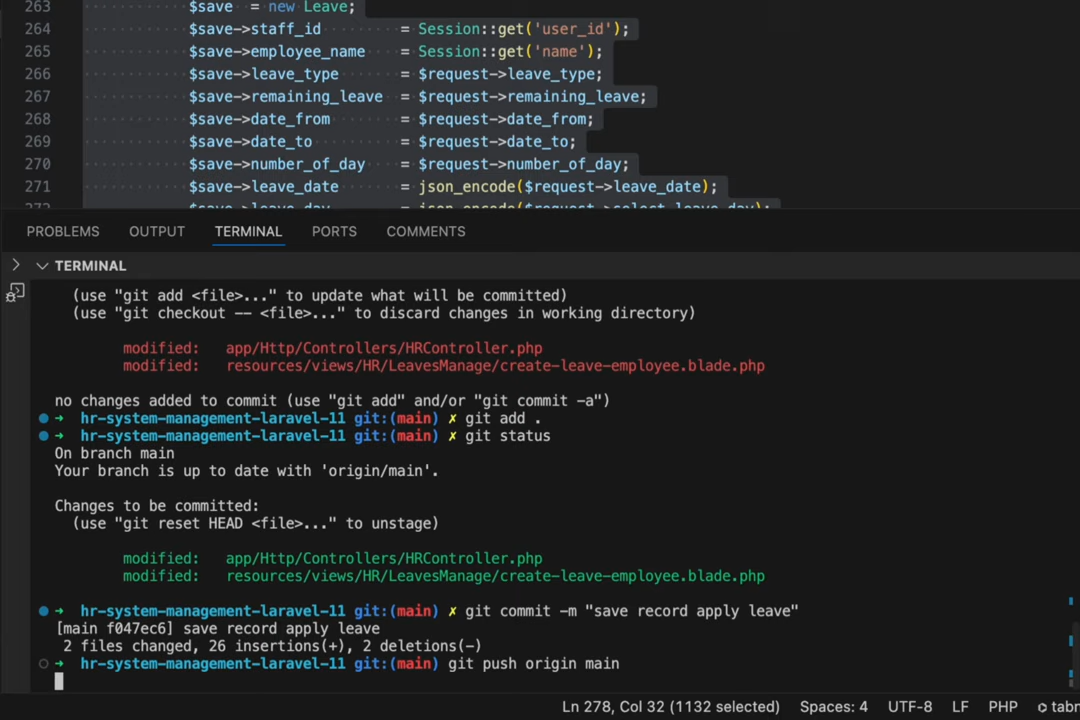 263 $save = new Leave;
264 $save->staff_id = Session::get('user_id');
265 $save->employee_name = Session::get('name');
266 $save->leave_type = $request->leave_type;
267 $save->remaining_leave = $request->remaining_leave;
268 $save->date_from = $request->date_from;
269 $save->date_to = $request->date_to;
270 $save->number_of_day = $request->number_of_day;
271 $save->leave_date = json_encode($request->leave_date);
272 $save->leave_day = json_encode($request->select_leave_day);
PROBLEMS OUTPUT TERMINAL PORTS COMMENTS
TERMINAL
(use "git add <file>..." to update what will be committed)
(use "git checkout -- <file>..." to discard changes in working directory)
modified: app/Http/Controllers/HRController.php
modified: resources/views/HR/LeavesManage/create-leave-employee.blade.php
no changes added to commit (use "git add" and/or "git commit -a")
➜ hr-system-management-laravel-11 git:(main) ✗ git add .
➜ hr-system-management-laravel-11 git:(main) ✗ git status
On branch main
Your branch is up to date with 'origin/main'.
Changes to be committed:
(use "git reset HEAD <file>..." to unstage)
modified: app/Http/Controllers/HRController.php
modified: resources/views/HR/LeavesManage/create-leave-employee.blade.php
➜ hr-system-management-laravel-11 git:(main) ✗ git commit -m "save record apply leave"
[main f047ec6] save record apply leave
2 files changed, 26 insertions(+), 2 deletions(-)
➜ hr-system-management-laravel-11 git:(main) git push origin main
Ln 278, Col 32 (1132 selected) Spaces: 4 UTF-8 LF PHP